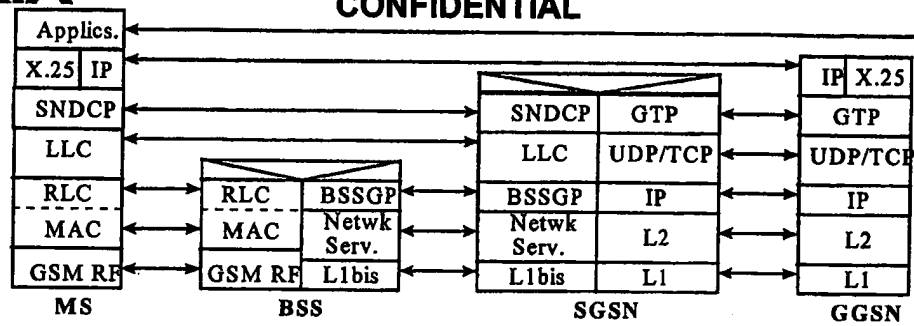 CONFIDENTIAL
Applics.
X.25 IP
SNDCP
LLC
RLC
MAC
GSM RF
MS
RLC BSSGP
MAC Netwk
Serv.
GSM RF L1bis
BSS
SNDCP GTP
LLC UDP/TCP
BSSGP IP
Netwk
Serv. L2
L1bis L1
SGSN
IP X.25
GTP
UDP/TCP
IP
L2
L1
GGSN